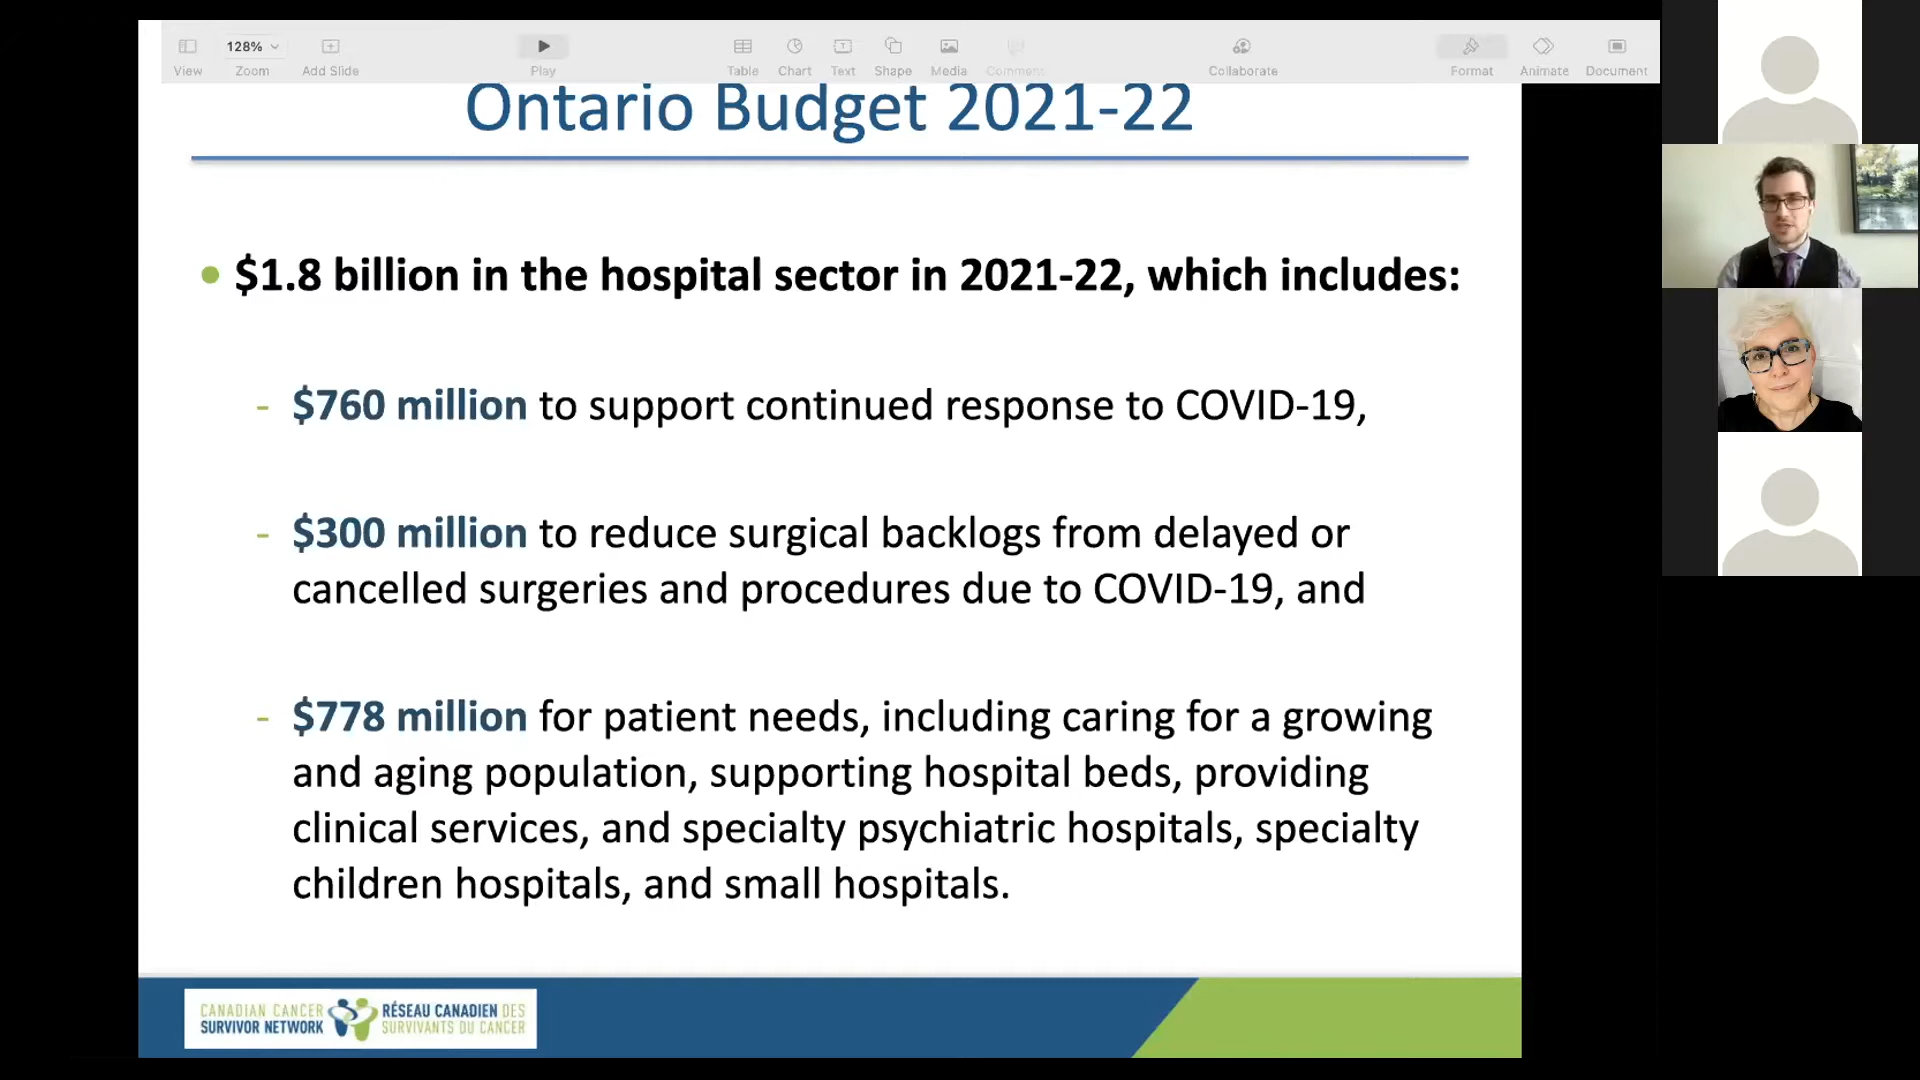 128%
View
Zoom
Add Slide
Play
Table
Chart
Text
Shape
Media
Comment
Collaborate
Format
Animate
Document
Ontario Budget 2021-22
• $1.8 billion in the hospital sector in 2021-22, which includes:
- $760 million to support continued response to COVID-19,
- $300 million to reduce surgical backlogs from delayed or
cancelled surgeries and procedures due to COVID-19, and
- $778 million for patient needs, including caring for a growing
and aging population, supporting hospital beds, providing
clinical services, and specialty psychiatric hospitals, specialty
children hospitals, and small hospitals.
CANADIAN CANCER
SURVIVOR NETWORK
RÉSEAU CANADIEN DES
SURVIVANTS DU CANCER